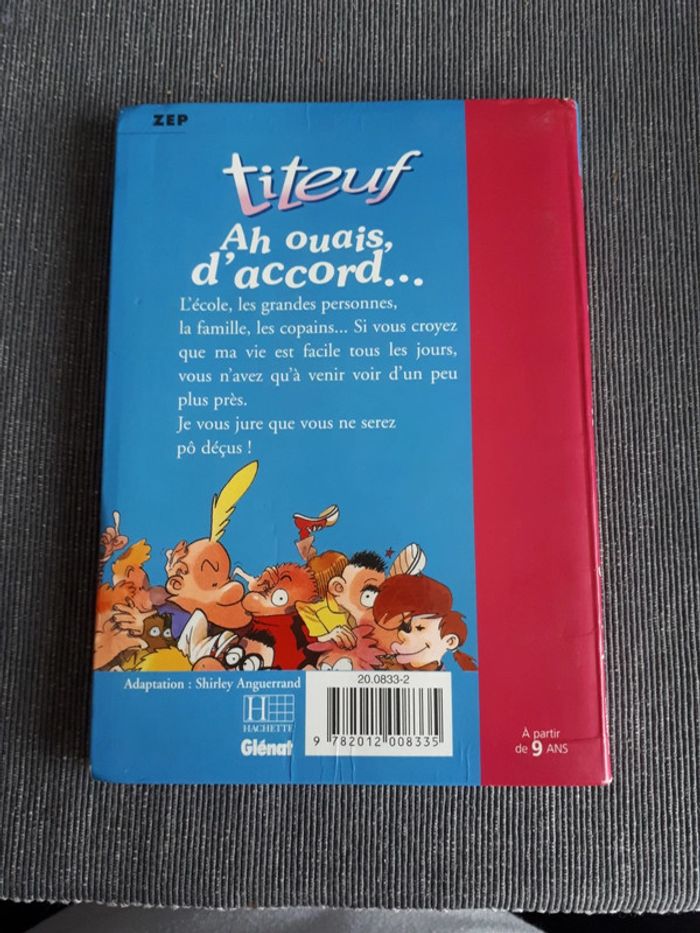 ZEP
titeuf
Ah ouais,
d'accord...
L'école, les grandes personnes,
la famille, les copains... Si vous croyez
que ma vie est facile tous les jours,
vous n'avez qu'à venir voir d'un peu
plus près.
Je vous jure que vous ne serez
pô déçus !
Adaptation : Shirley Anguerrand
H
HACHETTE
Glénat
20.0833-2
9 782012 008335
À partir
de 9 ANS